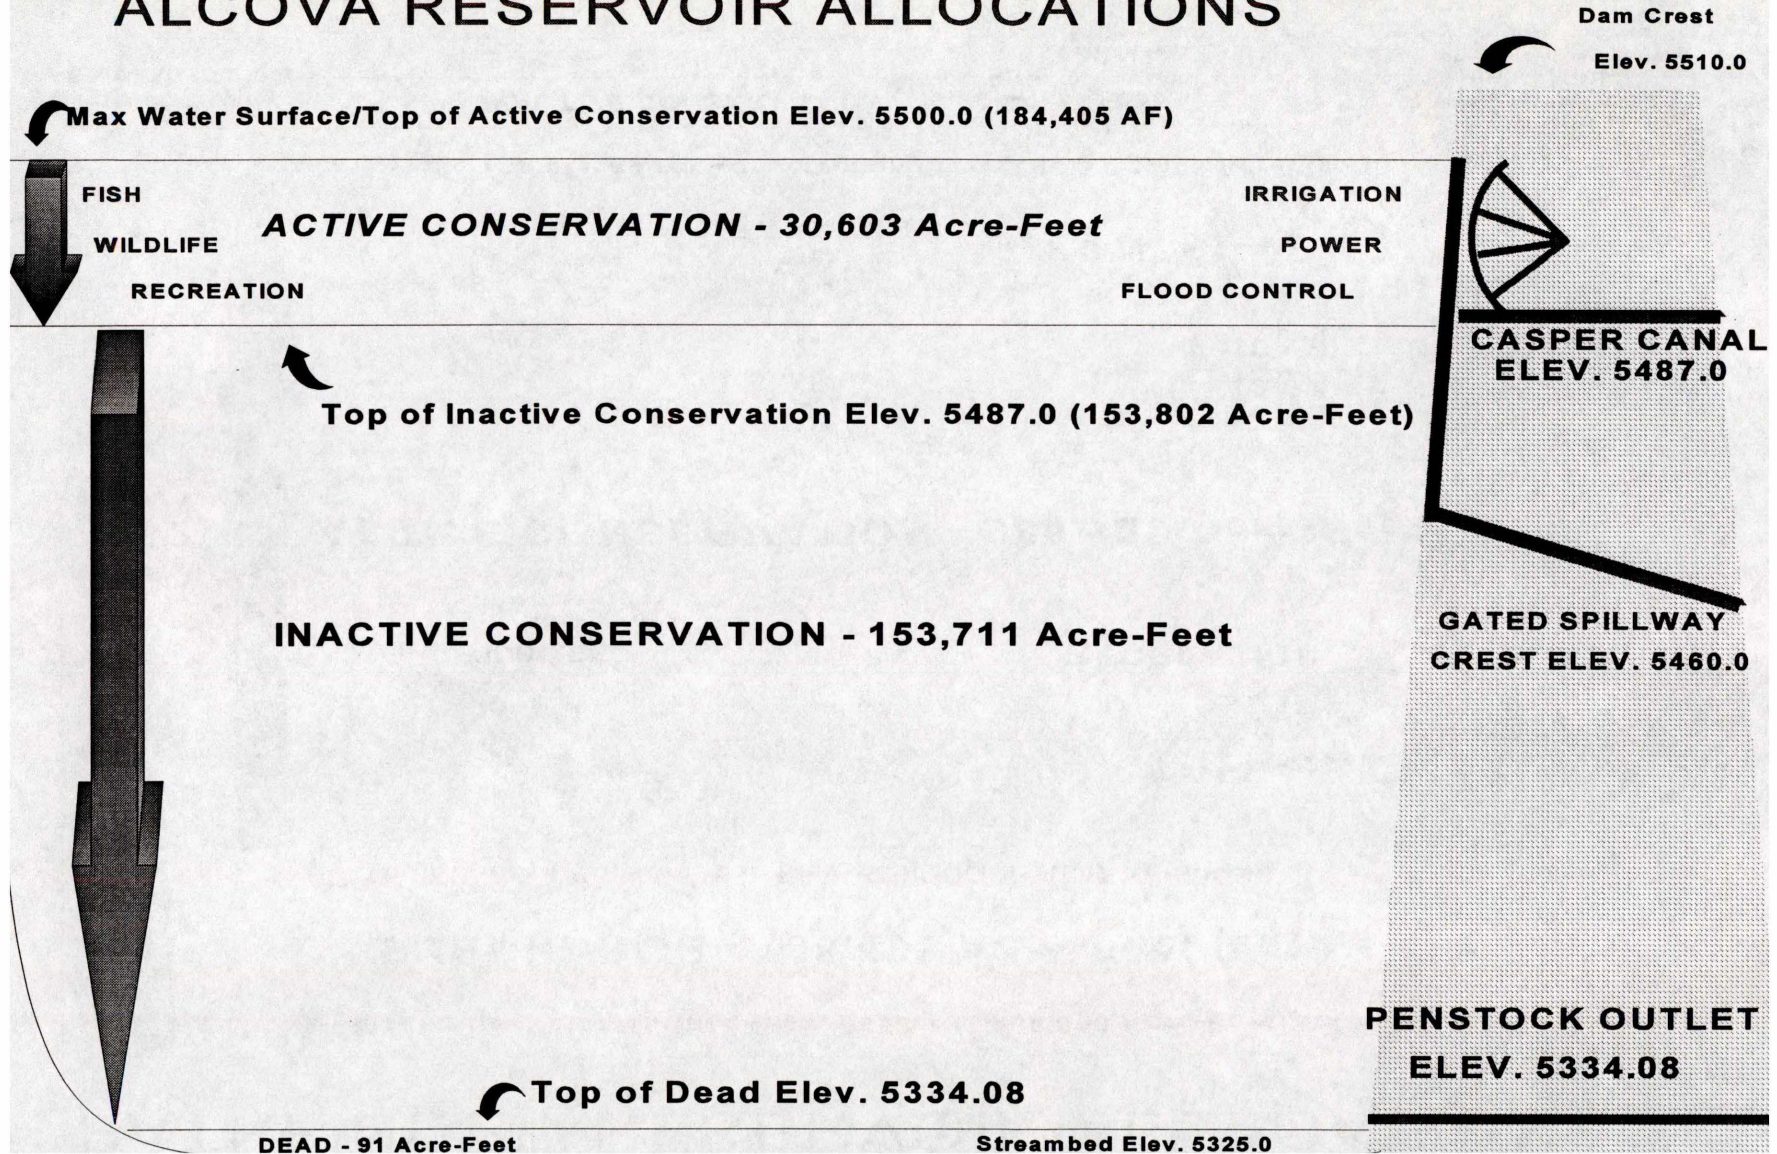 ALCOVA RESERVOIR ALLOCATIONS
Dam Crest
Elev. 5510.0
Max Water Surface/Top of Active Conservation Elev. 5500.0 (184,405 AF)
FISH
IRRIGATION
ACTIVE CONSERVATION - 30,603 Acre-Feet
WILDLIFE
POWER
RECREATION
FLOOD CONTROL
CASPER CANAL
ELEV. 5487.0
Top of Inactive Conservation Elev. 5487.0 (153,802 Acre-Feet)
INACTIVE CONSERVATION - 153,711 Acre-Feet
GATED SPILLWAY
CREST ELEV. 5460.0
PENSTOCK OUTLET
ELEV. 5334.08
Top of Dead Elev. 5334.08
DEAD - 91 Acre-Feet
Streambed Elev. 5325.0